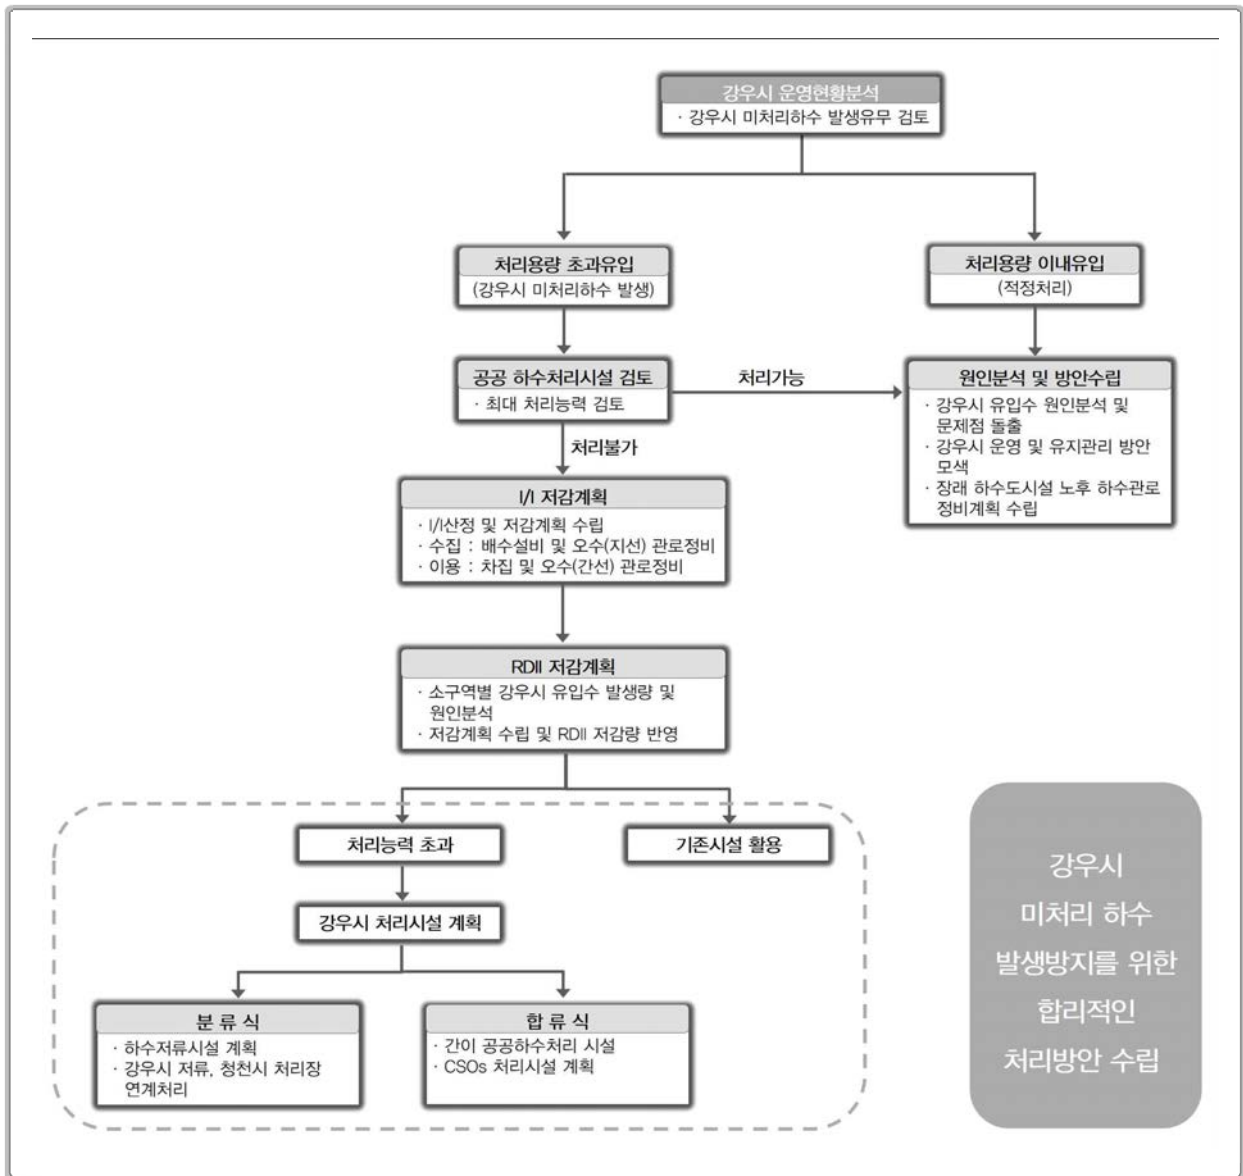 강우시 운영현황분석
· 강우시 미처리하수 발생유무 검토
처리용량 초과유입
(강우시 미처리하수 발생)
처리용량 이내유입
(적정처리)
공공 하수처리시설 검토
· 최대 처리능력 검토
처리가능
원인분석 및 방안수립
· 강우시 유입수 원인분석 및
문제점 돌출
· 강우시 운영 및 유지관리 방안
모색
· 장래 하수도시설 노후 하수관로
정비계획 수립
처리불가
I/I 저감계획
· I/I산정 및 저감계획 수립
· 수집 : 배수설비 및 오수(지선) 관로정비
· 이용 : 차집 및 오수(간선) 관로정비
RDII 저감계획
· 소구역별 강우시 유입수 발생량 및
원인분석
· 저감계획 수립 및 RDII 저감량 반영
처리능력 초과
기존시설 활용
강우시 처리시설 계획
분 류 식
· 하수저류시설 계획
· 강우시 저류, 청천시 처리장
연계처리
합 류 식
· 간이 공공하수처리 시설
· CSOs 처리시설 계획
강우시
미처리 하수
발생방지를 위한
합리적인
처리방안 수립